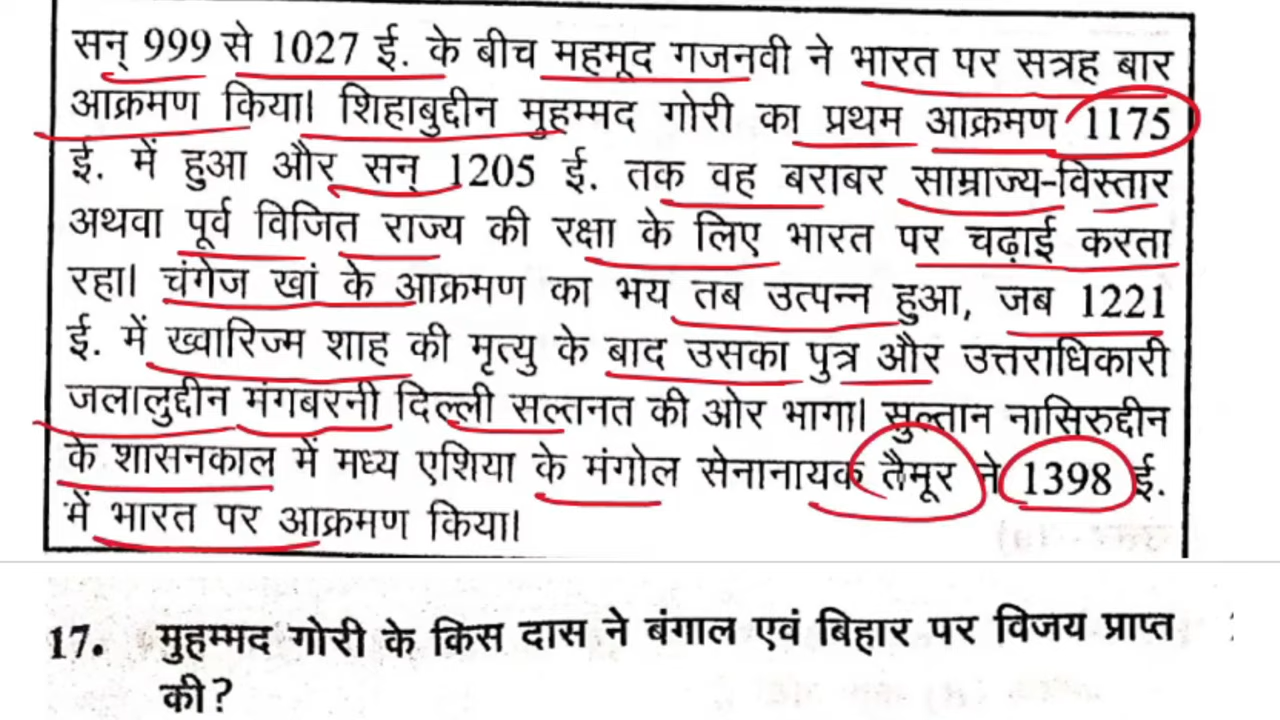 सन् 999 से 1027 ई. के बीच महमूद गजनवी ने भारत पर सत्रह बार
आक्रमण किया। शिहाबुद्दीन मुहम्मद गोरी का प्रथम आक्रमण 1175
ई. में हुआ और सन् 1205 ई. तक वह बराबर साम्राज्य-विस्तार
अथवा पूर्व विजित राज्य की रक्षा के लिए भारत पर चढ़ाई करता
रहा। चंगेज खां के आक्रमण का भय तब उत्पन्न हुआ, जब 1221
ई. में ख्वारिज्म शाह की मृत्यु के बाद उसका पुत्र और उत्तराधिकारी
जलालुद्दीन मंगबरनी दिल्ली सल्तनत की ओर भागा। सुल्तान नासिरुद्दीन
के शासनकाल में मध्य एशिया के मंगोल सेनानायक तैमूर ने 1398 ई.
में भारत पर आक्रमण किया।
17. मुहम्मद गोरी के किस दास ने बंगाल एवं बिहार पर विजय प्राप्त
की?